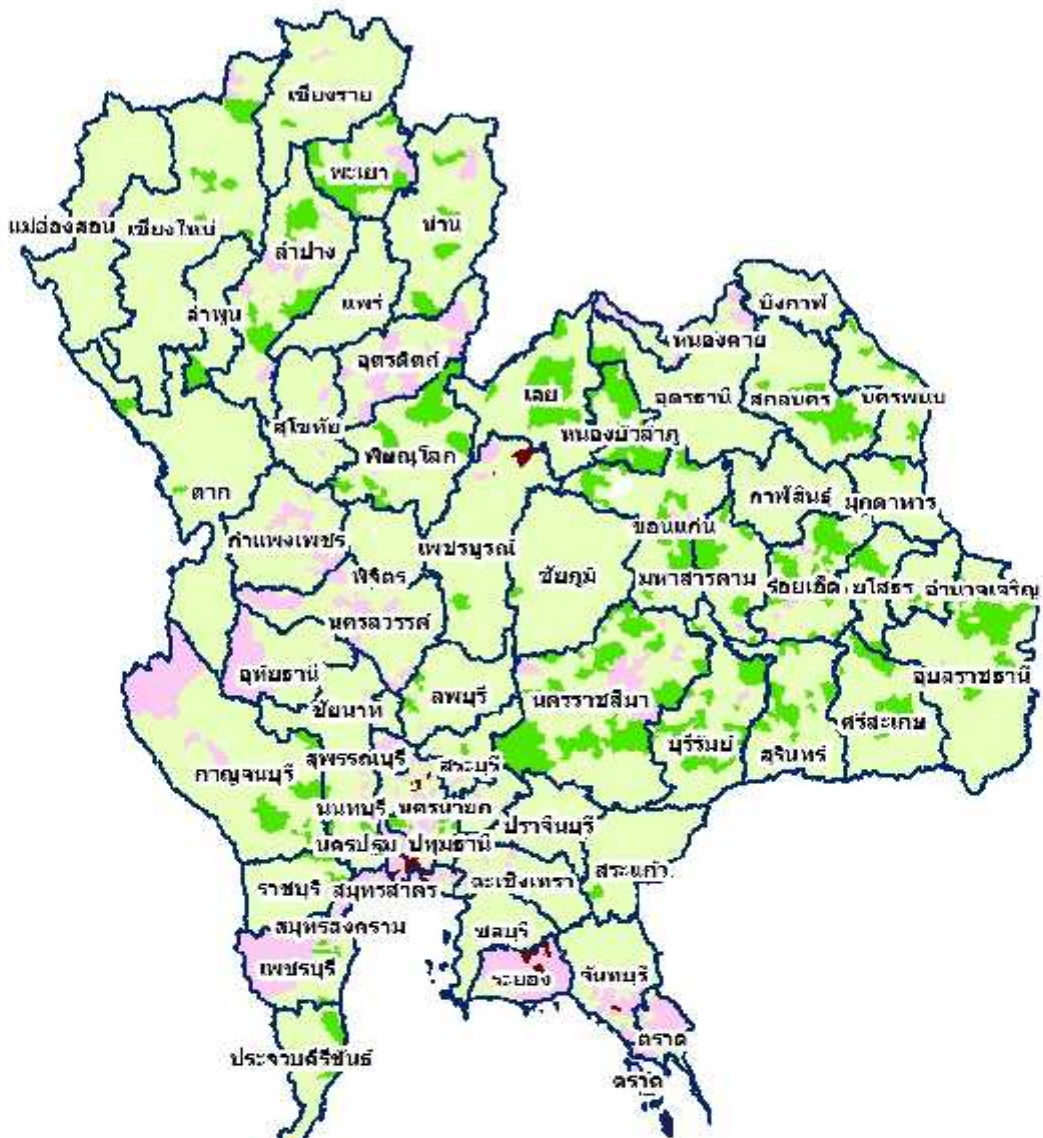 เชียงราย
พะเยา
แม่ฮ่องสอน
เชียงใหม่
น่าน
ลำปาง
แพร่
ลำพูน
บึงกาฬ
หนองคาย
อุตรดิตถ์
เลย
อุดรธานี
สกลนคร
นครพนม
สุโขทัย
หนองบัวลำภู
พิษณุโลก
ตาก
กาฬสินธุ์
มุกดาหาร
กำแพงเพชร
ขอนแก่น
เพชรบูรณ์
พิจิตร
ชัยภูมิ
มหาสารคาม
ร้อยเอ็ด
ยโสธร
อำนาจเจริญ
นครสวรรค์
อุทัยธานี
ลพบุรี
นครราชสีมา
อุบลราชธานี
ชัยนาท
ศรีสะเกษ
บุรีรัมย์
สุรินทร์
สุพรรณบุรี
สระบุรี
กาญจนบุรี
นนทบุรี
นครนายก
ปราจีนบุรี
นครปฐม
ปทุมธานี
สระแก้ว
ราชบุรี
สมุทรสาคร
ฉะเชิงเทรา
สมุทรสงคราม
ชลบุรี
เพชรบุรี
ระยอง
จันทบุรี
ตราด
ประจวบคีรีขันธ์
ตราด